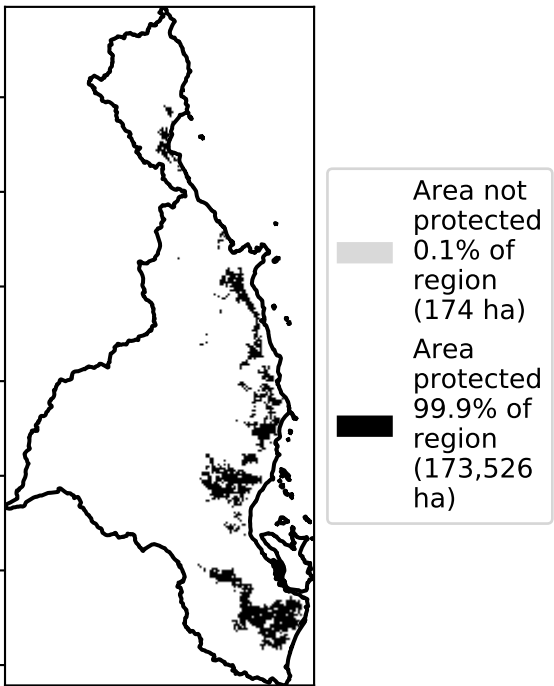 Area not
protected
0.1% of
region
(174 ha)
Area
protected
99.9% of
region
(173,526
ha)